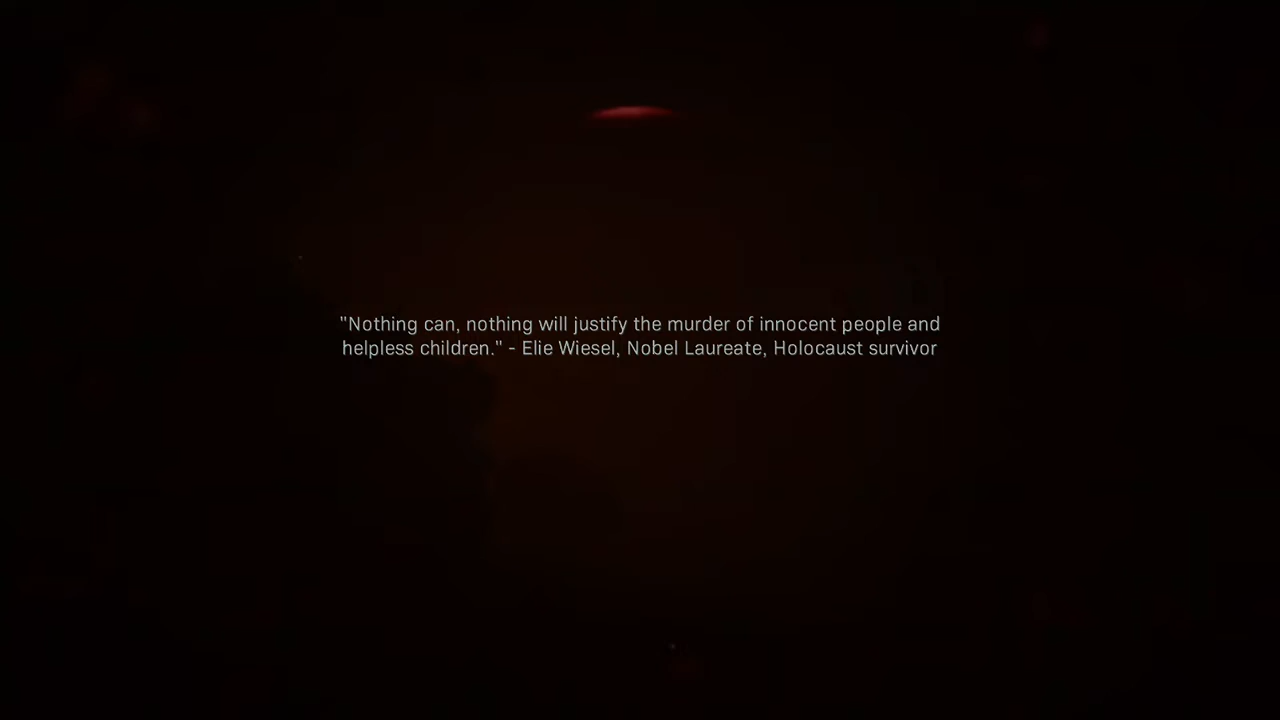 "Nothing can, nothing will justify the murder of innocent people and
helpless children." - Elie Wiesel, Nobel Laureate, Holocaust survivor